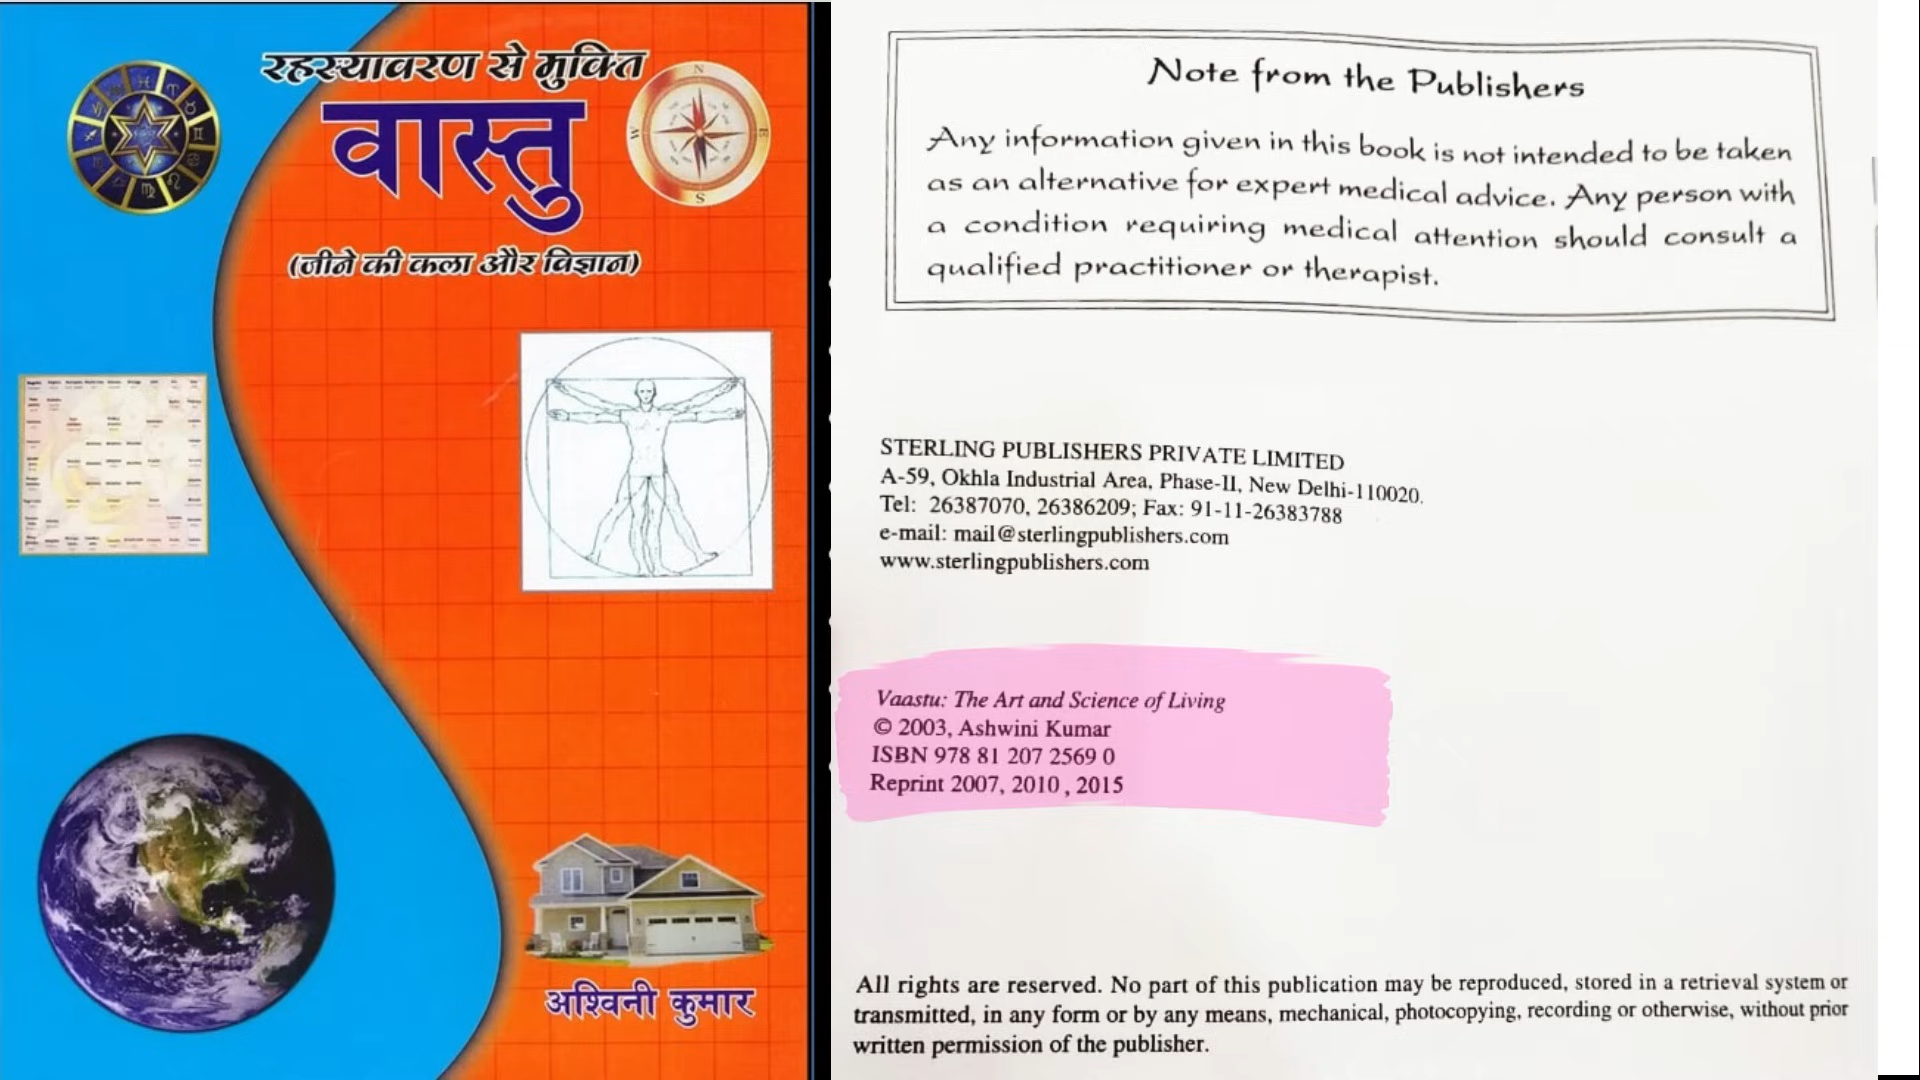 रहस्यावरण से मुक्ति
वास्तु
(जीने की कला और विज्ञान)
N
W
E
S
अश्विनी कुमार
Note from the Publishers
Any information given in this book is not intended to be taken
as an alternative for expert medical advice. Any person with
a condition requiring medical attention should consult a
qualified practitioner or therapist.
STERLING PUBLISHERS PRIVATE LIMITED
A-59, Okhla Industrial Area, Phase-II, New Delhi-110020.
Tel: 26387070, 26386209; Fax: 91-11-26383788
e-mail: mail@sterlingpublishers.com
www.sterlingpublishers.com
Vaastu: The Art and Science of Living
© 2003, Ashwini Kumar
ISBN 978 81 207 2569 0
Reprint 2007, 2010 , 2015
All rights are reserved. No part of this publication may be reproduced, stored in a retrieval system or
transmitted, in any form or by any means, mechanical, photocopying, recording or otherwise, without prior
written permission of the publisher.